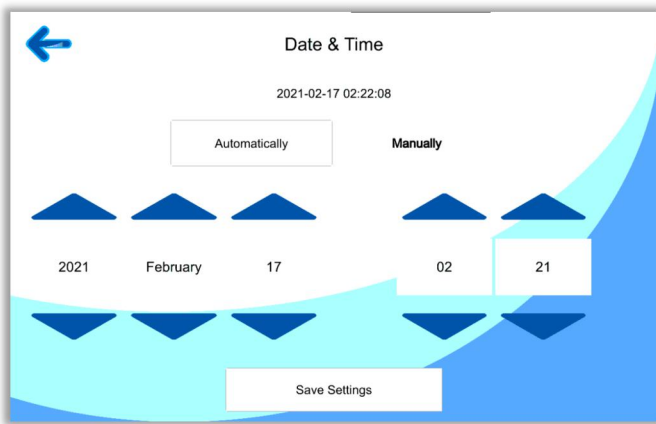 Date & Time
2021-02-17 02:22:08
Automatically Manually
2021 February 17 02 21
Save Settings